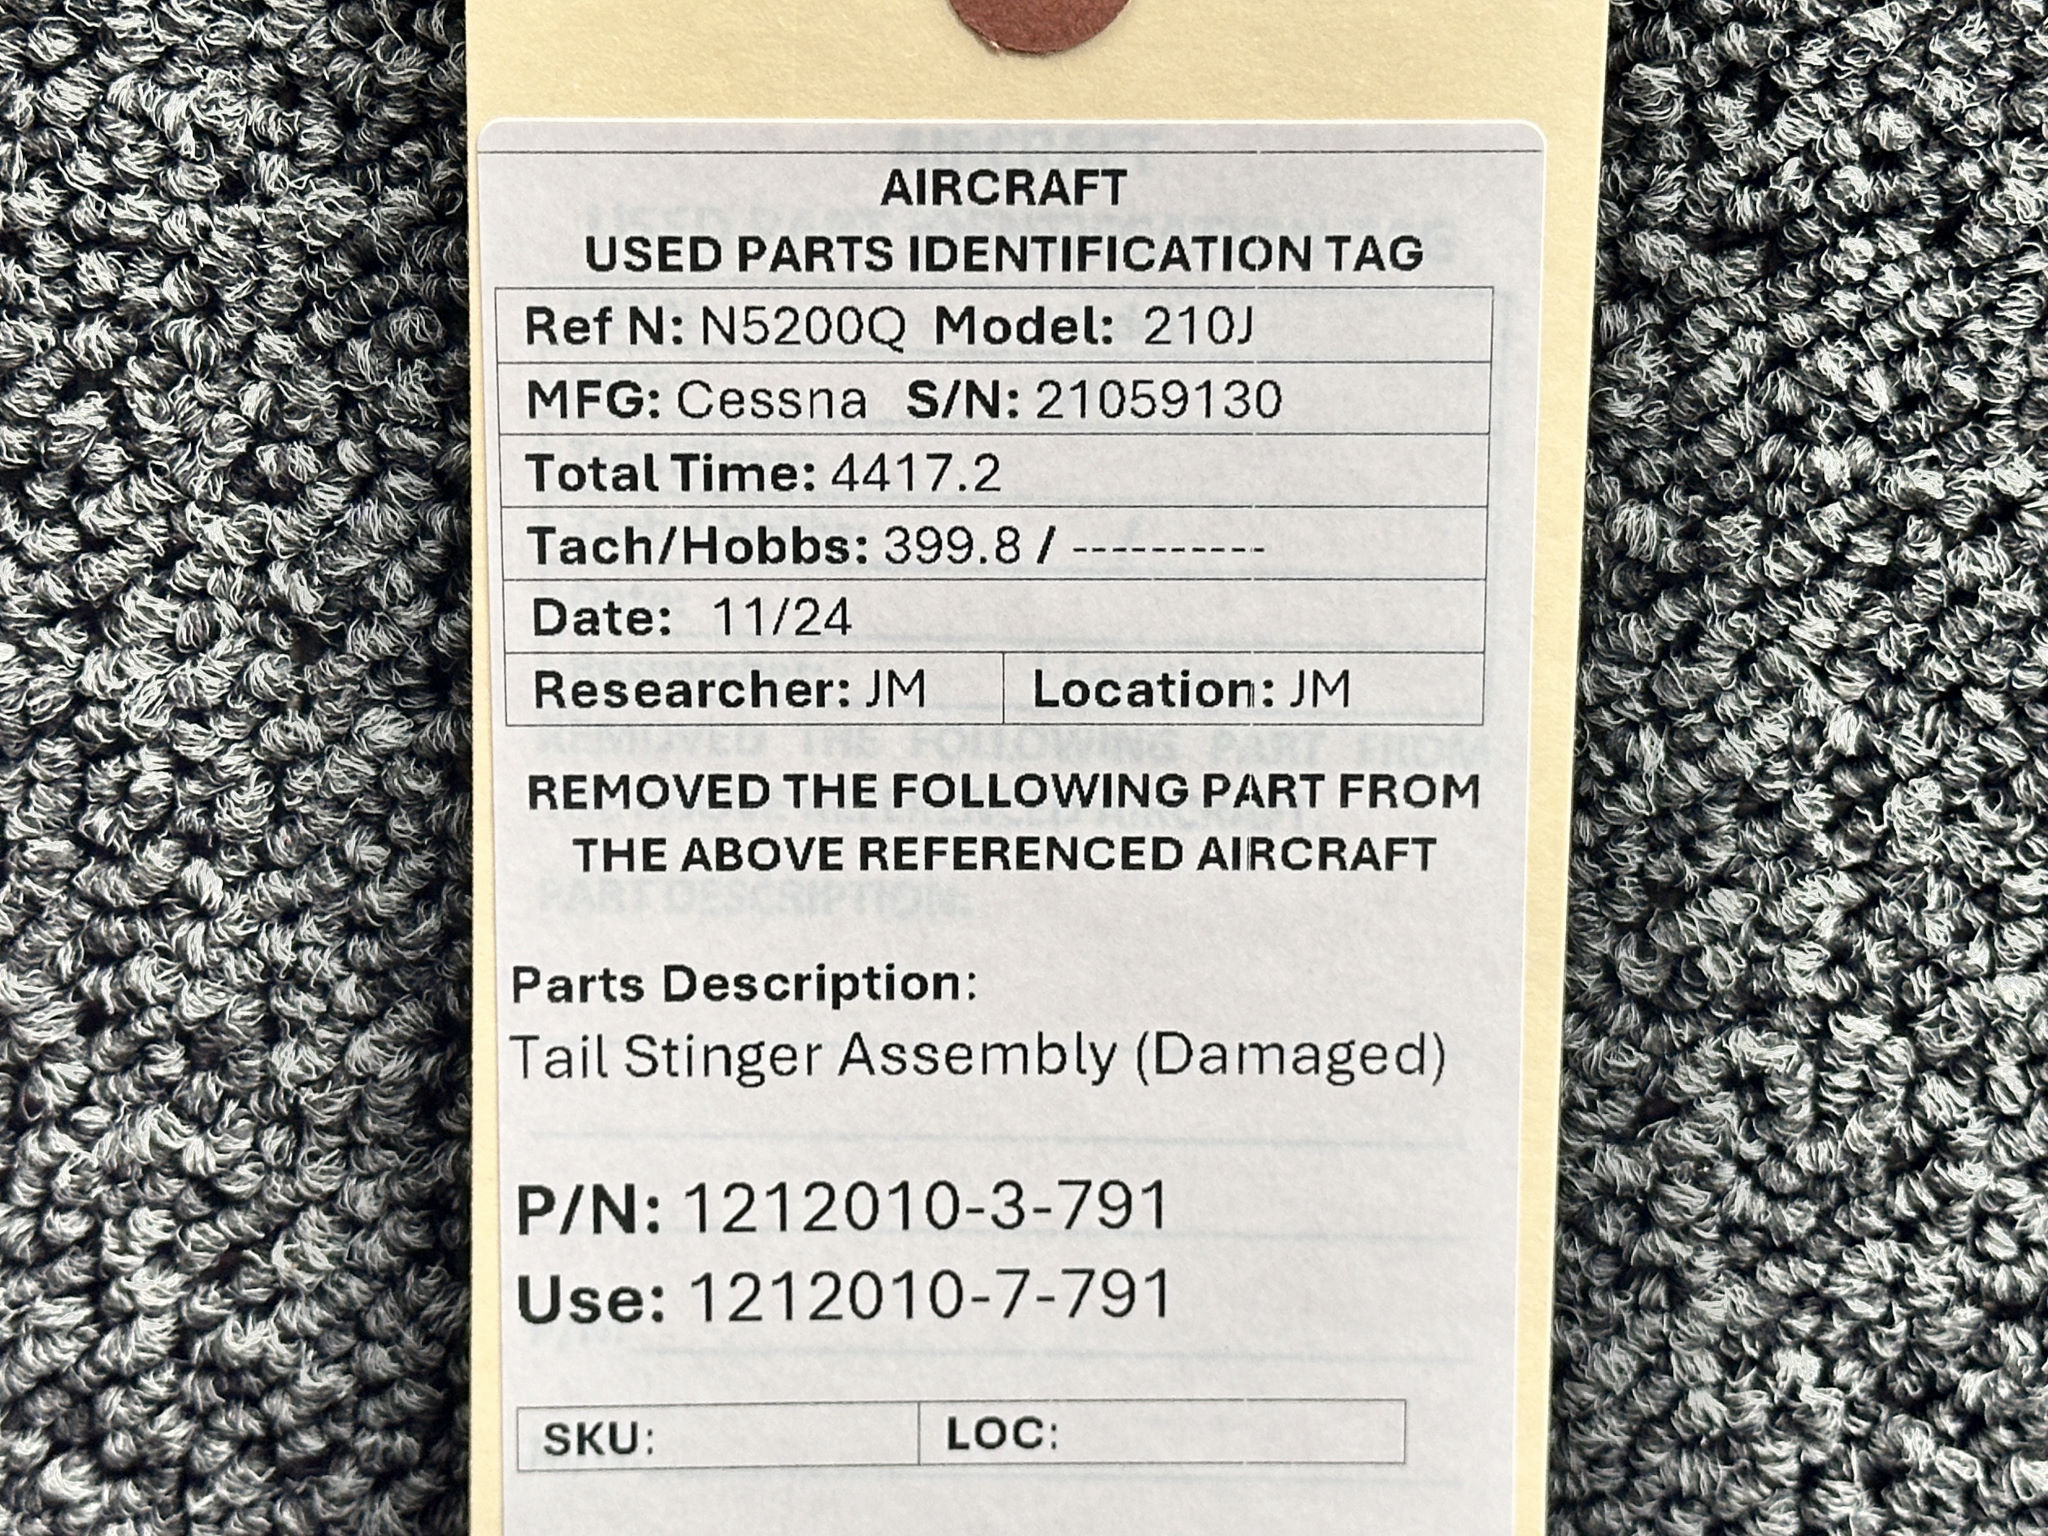 AIRCRAFT
USED PARTS IDENTIFICATION TAG
Ref N: N5200Q Model: 210J
MFG: Cessna S/N: 21059130
Total Time: 4417.2
Tach/Hobbs: 399.8 / ----------
Date: 11/24
Researcher: JM Location: JM
REMOVED THE FOLLOWING PART FROM
THE ABOVE REFERENCED AIRCRAFT
Parts Description:
Tail Stinger Assembly (Damaged)
P/N: 1212010-3-791
Use: 1212010-7-791
SKU: LOC: